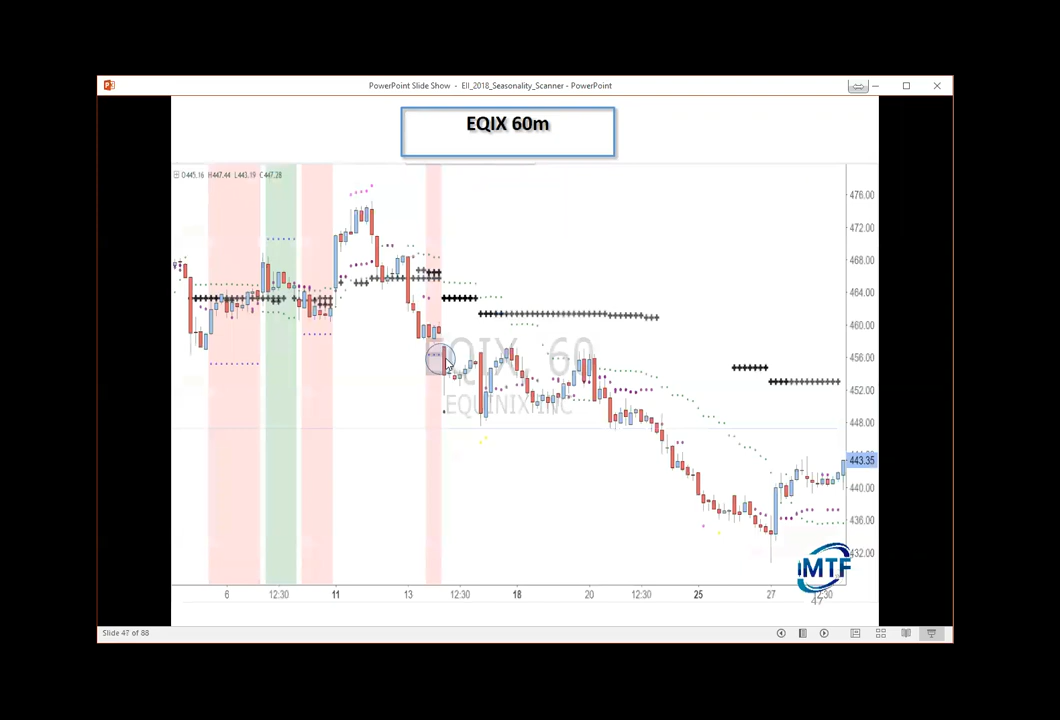 PowerPoint Slide Show - EII_2018_Seasonality_Scanner - PowerPoint
EQIX 60m
O445.16 H447.44 L443.19 C447.28
476.00
472.00
468.00
464.00
460.00
456.00
452.00
448.00
443.35
440.00
436.00
432.00
EQIX, 60
EQUINIX INC
iMTF
6 12:30 11 13 12:30 18 20 12:30 25 27 12:30
47
Slide 47 of 88